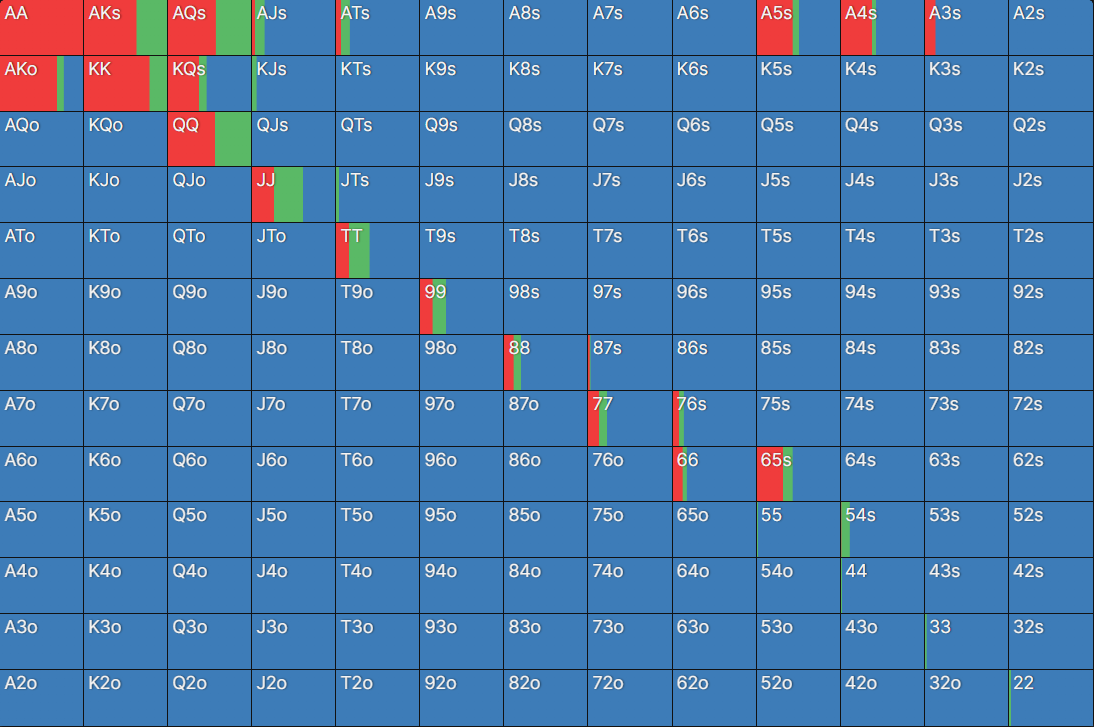 AA AKs AQs AJs ATs A9s A8s A7s A6s A5s A4s A3s A2s
AKo KK KQs KJs KTs K9s K8s K7s K6s K5s K4s K3s K2s
AQo KQo QQ QJs QTs Q9s Q8s Q7s Q6s Q5s Q4s Q3s Q2s
AJo KJo QJo JJ JTs J9s J8s J7s J6s J5s J4s J3s J2s
ATo KTo QTo JTo TT T9s T8s T7s T6s T5s T4s T3s T2s
A9o K9o Q9o J9o T9o 99 98s 97s 96s 95s 94s 93s 92s
A8o K8o Q8o J8o T8o 98o 88 87s 86s 85s 84s 83s 82s
A7o K7o Q7o J7o T7o 97o 87o 77 76s 75s 74s 73s 72s
A6o K6o Q6o J6o T6o 96o 86o 76o 66 65s 64s 63s 62s
A5o K5o Q5o J5o T5o 95o 85o 75o 65o 55 54s 53s 52s
A4o K4o Q4o J4o T4o 94o 84o 74o 64o 54o 44 43s 42s
A3o K3o Q3o J3o T3o 93o 83o 73o 63o 53o 43o 33 32s
A2o K2o Q2o J2o T2o 92o 82o 72o 62o 52o 42o 32o 22